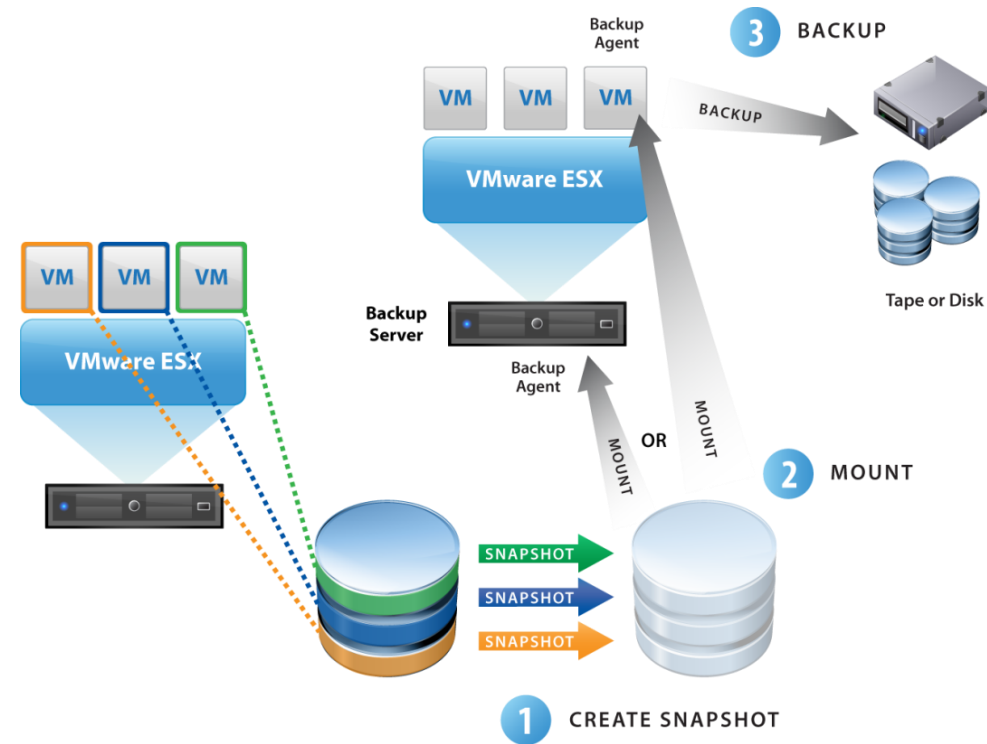 Backup
Agent
3 BACKUP
VM VM VM
BACKUP
VMware ESX
Tape or Disk
VM VM VM
VMware ESX
Backup
Server
Backup
Agent
MOUNT
OR
MOUNT
2 MOUNT
SNAPSHOT
SNAPSHOT
SNAPSHOT
1 CREATE SNAPSHOT